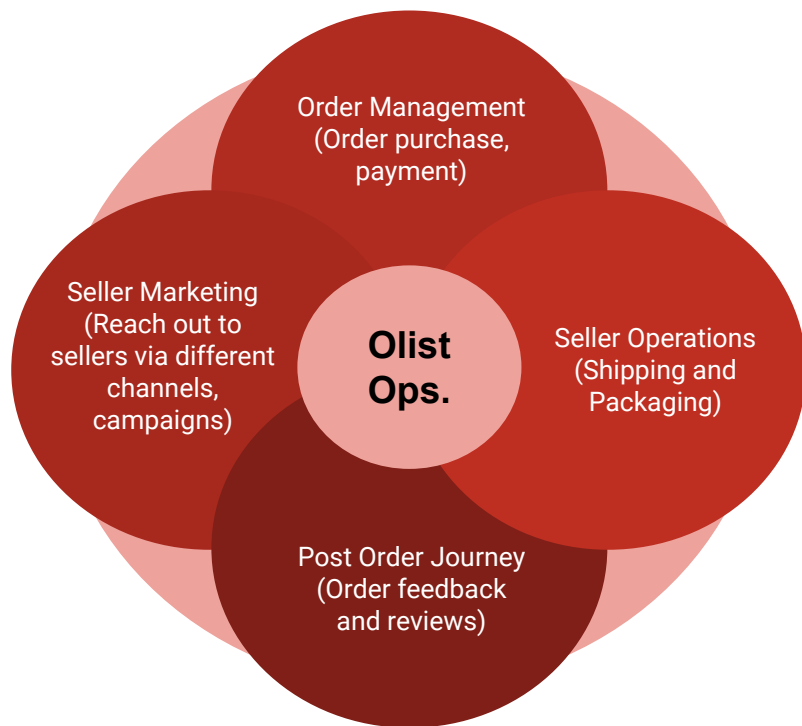 Order Management
(Order purchase,
payment)
Seller Marketing
(Reach out to
sellers via different
channels,
campaigns)
Olist
Ops.
Seller Operations
(Shipping and
Packaging)
Post Order Journey
(Order feedback
and reviews)